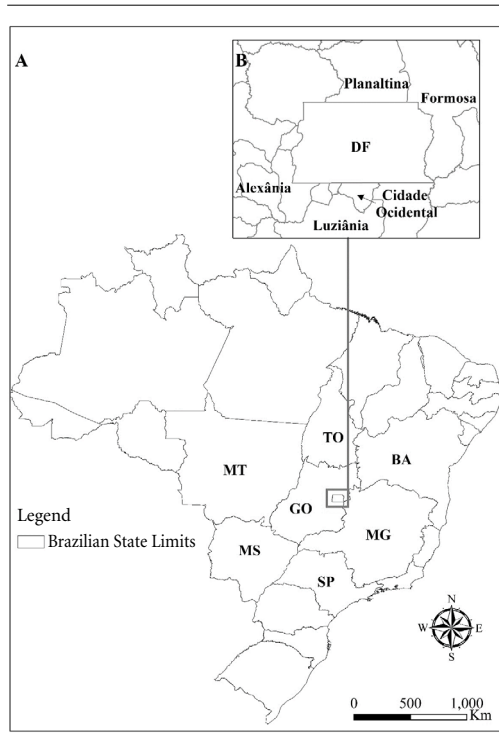 A
B
Planaltina
Formosa
DF
Alexânia
Cidade
Ocidental
Luziânia
TO
BA
MT
GO
Legend
Brazilian State Limits
MG
MS
SP
N
W E
S
0 500 1,000
Km